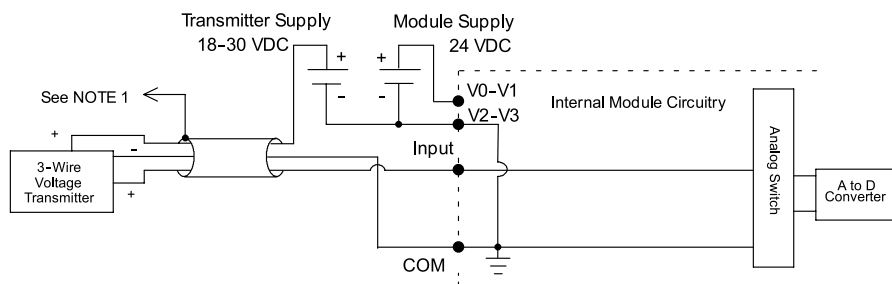 Transmitter Supply
18-30 VDC
Module Supply
24 VDC
+
-
+
-
V0-V1
V2-V3
Internal Module Circuitry
See NOTE 1
+
-
+
3-Wire
Voltage
Transmitter
Input
COM
Analog Switch
A to D
Converter